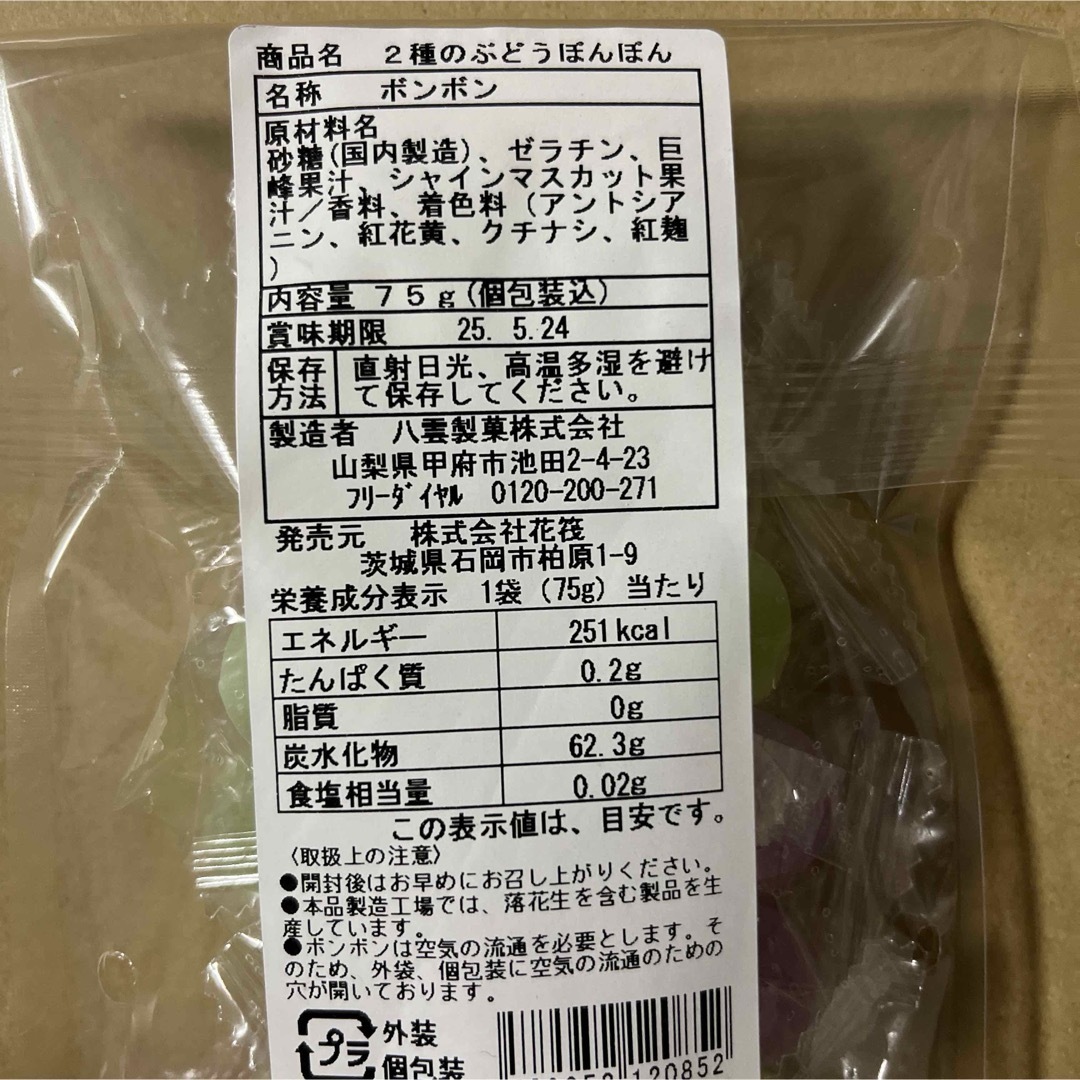 商品名　２種のぶどうぼんぼん
名称　ボンボン
原材料名
砂糖(国内製造)、ゼラチン、巨
峰果汁、シャインマスカット果
汁／香料、着色料（アントシア
ニン、紅花黄、クチナシ、紅麹
）
内容量 ７５ｇ(個包装込)
賞味期限　25. 5.24
保存方法　直射日光、高温多湿を避け
て保存してください。
製造者　八雲製菓株式会社
山梨県甲府市池田2-4-23
ﾌﾘｰﾀﾞｲﾔﾙ　0120-200-271
発売元　株式会社花筏
茨城県石岡市柏原1-9
栄養成分表示　1袋（75g）当たり
エネルギー　251kcal
たんぱく質　0.2g
脂質　0g
炭水化物　62.3g
食塩相当量　0.02g
この表示値は、目安です。
〈取扱上の注意〉
●開封後はお早めにお召し上がりください。
●本品製造工場では、落花生を含む製品を生
産しています。
●ボンボンは空気の流通を必要とします。そ
のため、外袋、個包装に空気の流通のための
穴が開いております。
プラ 外装
個包装
120852